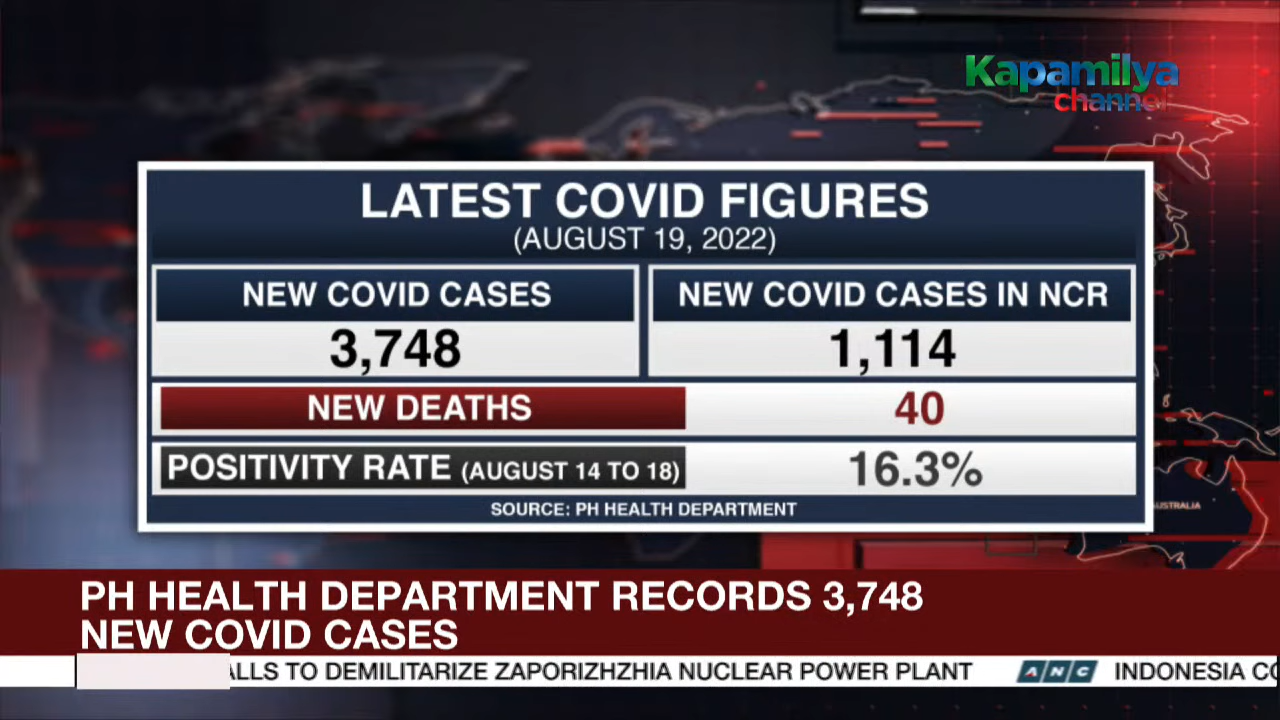 Kapamilya
channel
LATEST COVID FIGURES
(AUGUST 19, 2022)
NEW COVID CASES
NEW COVID CASES IN NCR
3,748
1,114
NEW DEATHS
40
POSITIVITY RATE (AUGUST 14 TO 18)
16.3%
SOURCE: PH HEALTH DEPARTMENT
AUSTRALIA
PH HEALTH DEPARTMENT RECORDS 3,748
NEW COVID CASES
ALLS TO DEMILITARIZE ZAPORIZHZHIA NUCLEAR POWER PLANT ANC INDONESIA